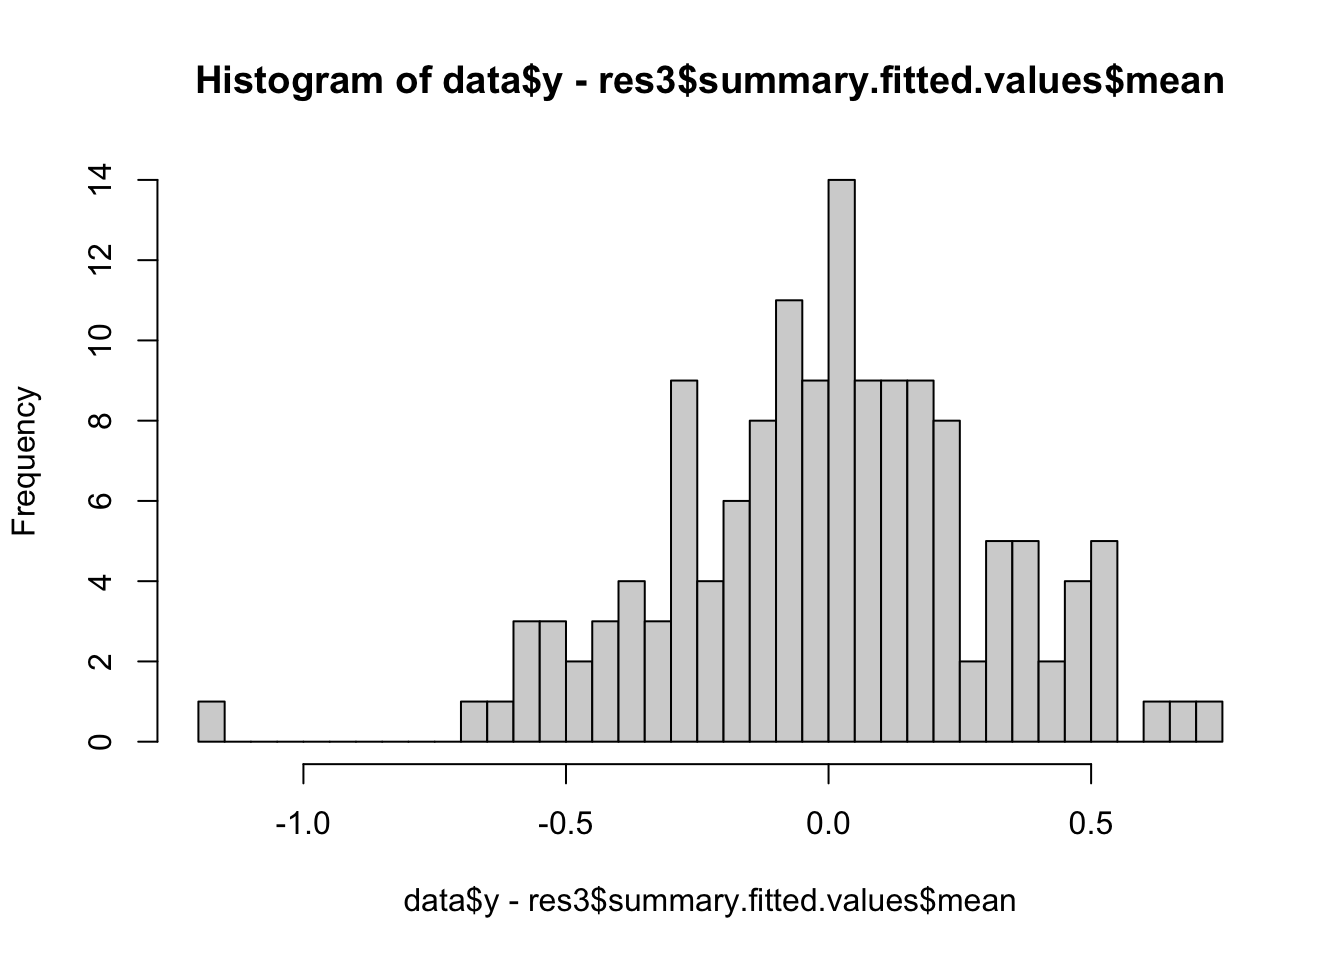 Histogram of data$y - res3$summary.fitted.values$mean
Frequency
14
12
10
8
6
4
2
0
-1.0 -0.5 0.0 0.5
data$y - res3$summary.fitted.values$mean